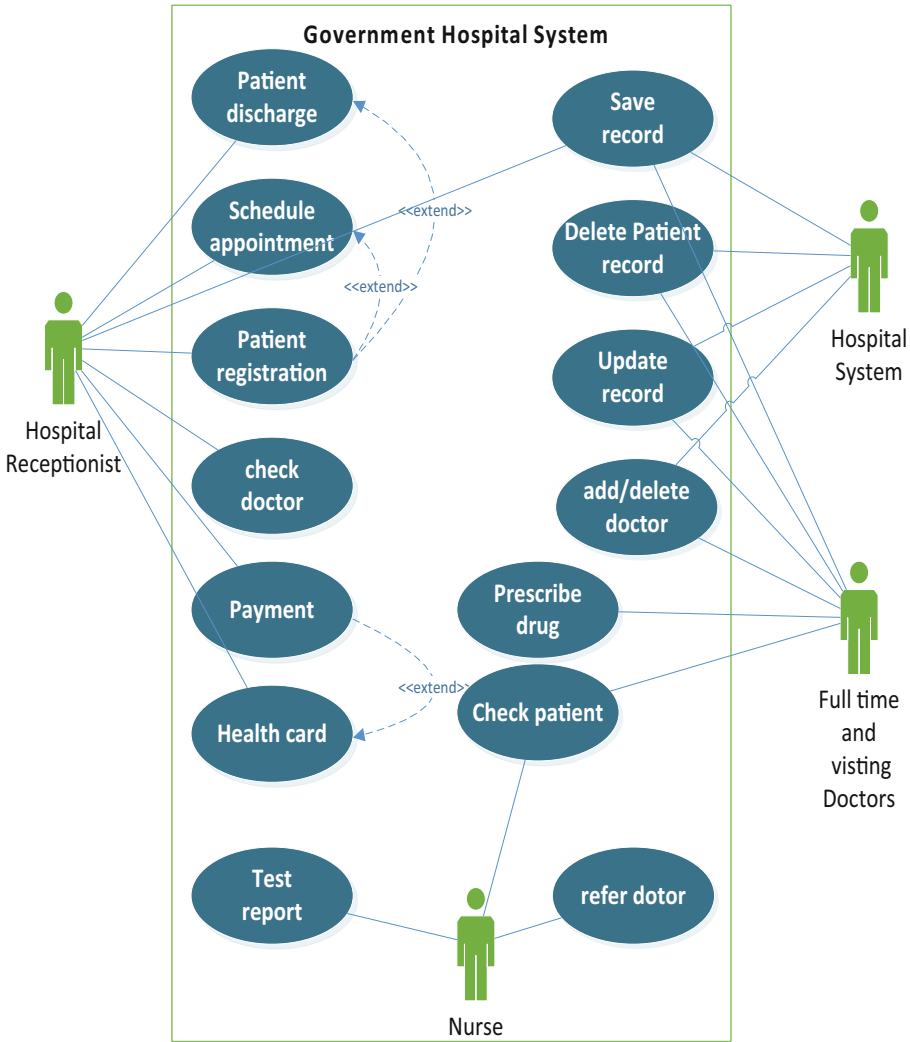 Government Hospital System
Patient
discharge
Save
record
Schedule
appointment
<<extend>>
Delete Patient
record
<<extend>>
Hospital
System
Patient
registration
Update
record
Hospital
Receptionist
check
doctor
add/delete
doctor
Payment
Prescribe
drug
<<extend>>
Health card
Check patient
Full time
and
visting
Doctors
Test
report
refer dotor
Nurse